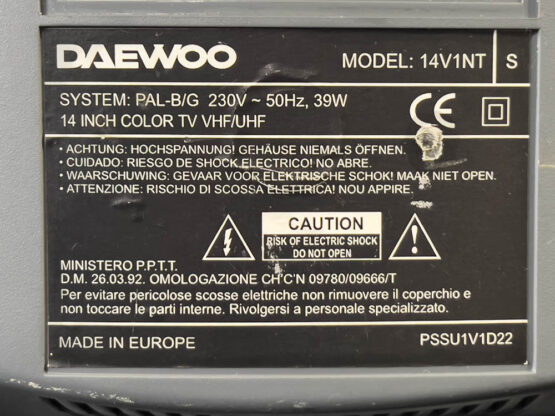 DAEWOO
MODEL: 14V1NT S
SYSTEM: PAL-B/G 230V ~ 50Hz, 39W
14 INCH COLOR TV VHF/UHF
CE
• ACHTUNG: HOCHSPANNUNG! GEHÄUSE NIEMALS ÖFFNEN.
• CUIDADO: RIESGO DE SHOCK ELECTRICO! NO ABRE.
• WAARSCHUWING: GEVAAR VOOR ELEKTRISCHE SCHOK! MAAK NIET OPEN.
• ATTENZIONE: RISCHIO DI SCOSSA ELETTRICA! NOU APPIRE.
CAUTION
RISK OF ELECTRIC SHOCK
DO NOT OPEN
MINISTERO P.P.T.T.
D.M. 26.03.92. OMOLOGAZIONE CH'C'N 09780/09666/T
Per evitare pericolose scosse elettriche non rimuovere il coperchio e
non toccare le parti interne. Rivolgersi a personale specializzato.
MADE IN EUROPE
PSSU1V1D22